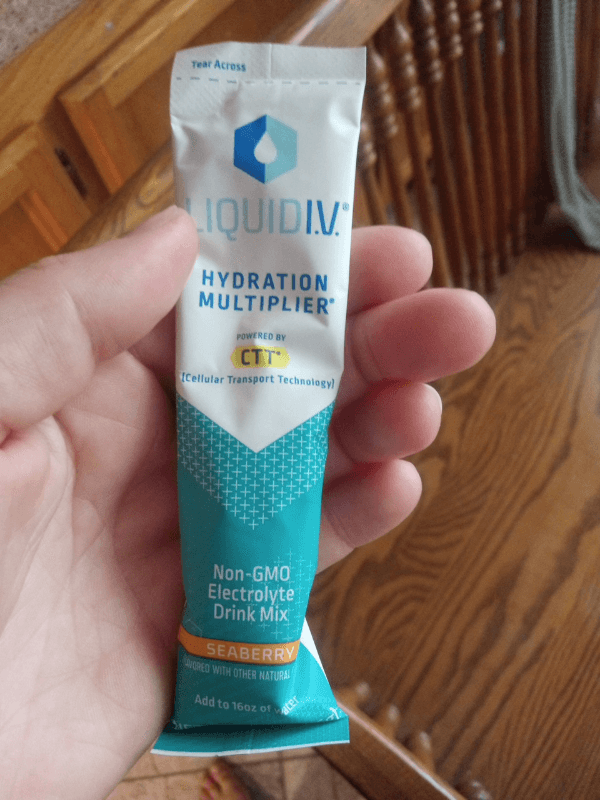 Tear Across
LIQUID I.V.®
HYDRATION
MULTIPLIER®
POWERED BY
CTT®
[Cellular Transport Technology]
Non-GMO
Electrolyte
Drink Mix
SEABERRY
WITH OTHER NATURAL
Add to 16oz of